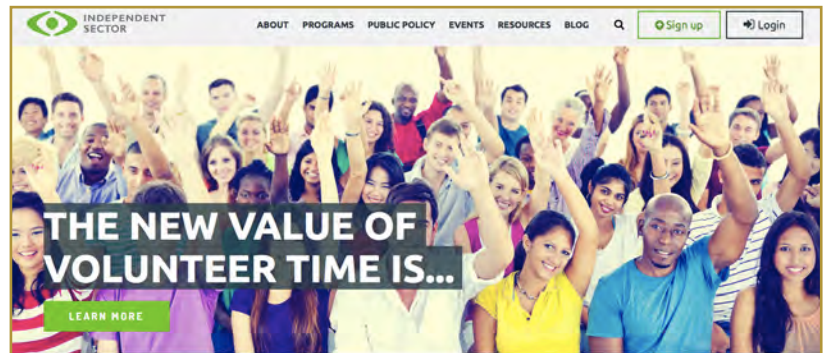 INDEPENDENT
SECTOR
ABOUT PROGRAMS PUBLIC POLICY EVENTS RESOURCES BLOG Sign up Login
THE NEW VALUE OF
VOLUNTEER TIME IS...
LEARN MORE